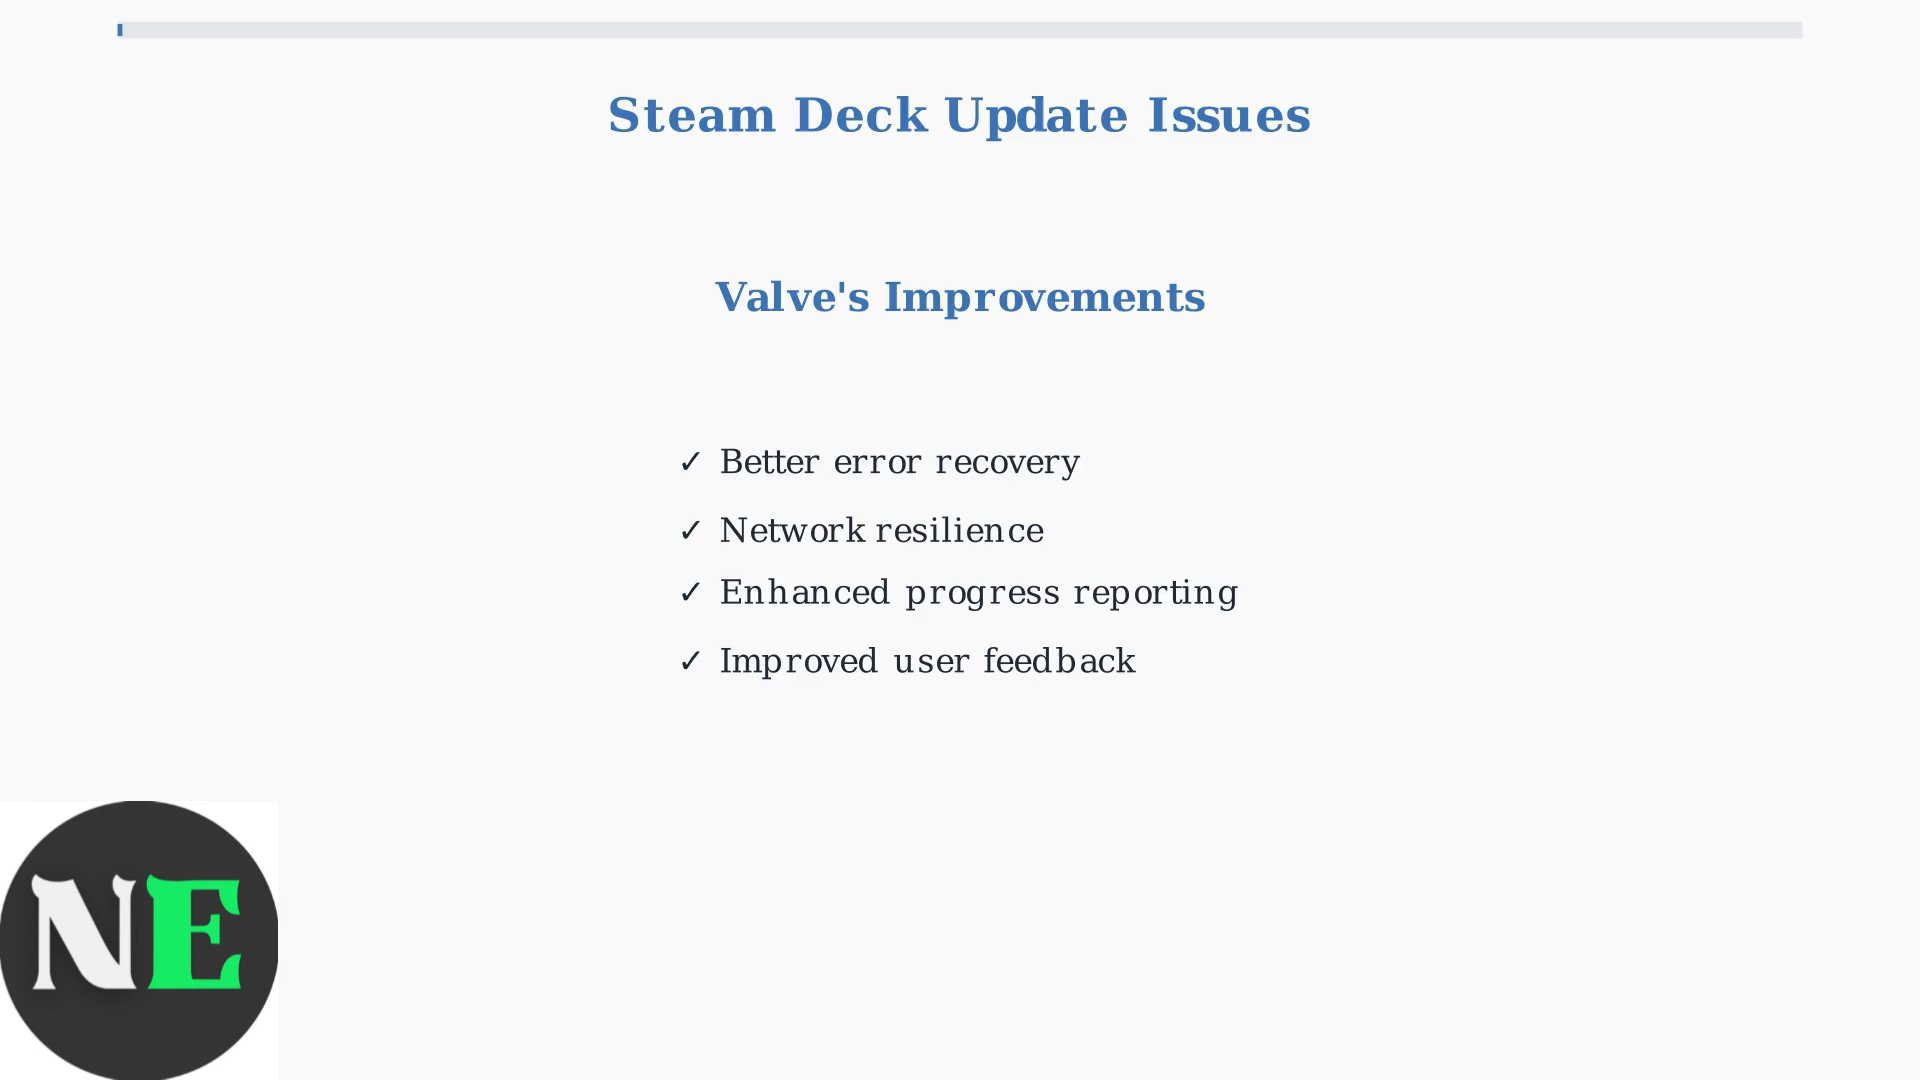 Steam Deck Update Issues
Valve's Improvements
✓ Better error recovery
✓ Network resilience
✓ Enhanced progress reporting
✓ Improved user feedback
NE